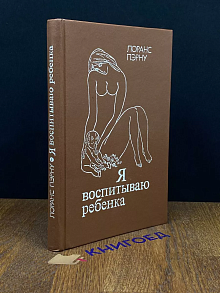 ЛОРАНС
ПЭРНУ
Я
воспитываю
ребенка
ЛОРАНС ПЭРНУ • Я воспитываю ребенка
КНИГОЕД